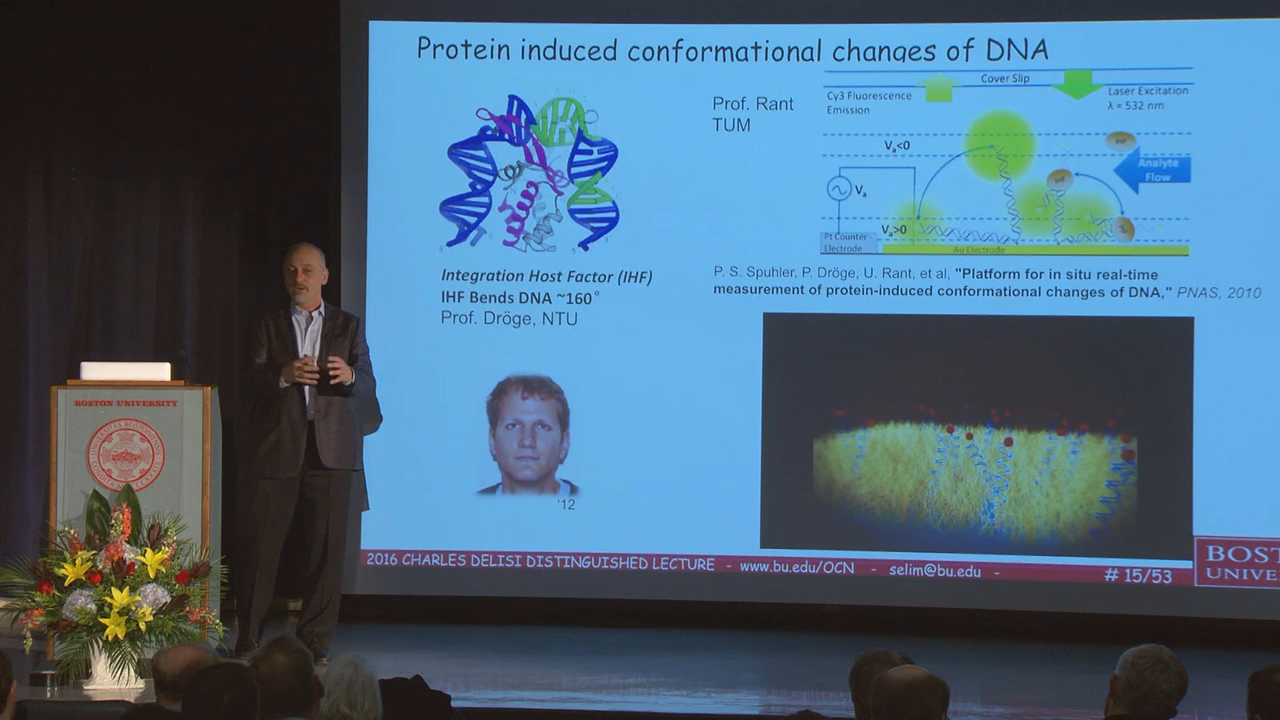 Protein induced conformational changes of DNA
Prof. Rant
TUM
Cover Slip
Cy3 Fluorescence
Emission
Laser Excitation
λ = 532 nm
Va<0
Analyte
Flow
Va
Va>0
Pt Counter -
Electrode
Au Electrode
Integration Host Factor (IHF)
IHF Bends DNA ~160°
Prof. Dröge, NTU
P. S. Spuhler, P. Dröge, U. Rant, et al, "Platform for in situ real-time
measurement of protein-induced conformational changes of DNA," PNAS, 2010
'12
2016 CHARLES DELISI DISTINGUISHED LECTURE - www.bu.edu/OCN - selim@bu.edu -
# 15/53
BOST
UNIVE
BOSTON UNIVERSITY